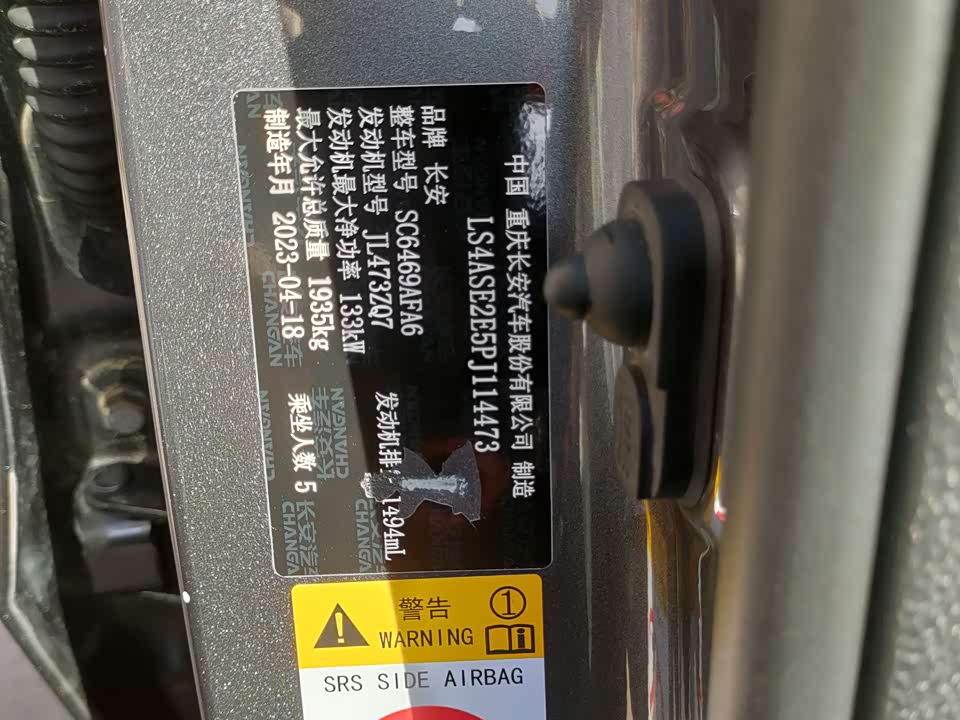 中国 重庆长安汽车股份有限公司 制造
LS4ASE2E5PJ114473
品牌 长安
整车型号 SC6469AFA6
发动机型号 JL473ZQ7 发动机排 1494mL
发动机最大净功率 133kW
最大允许总质量 1935kg 乘坐人数 5
制造年月 2023-04-18
警告
WARNING
①
SRS SIDE AIRBAG